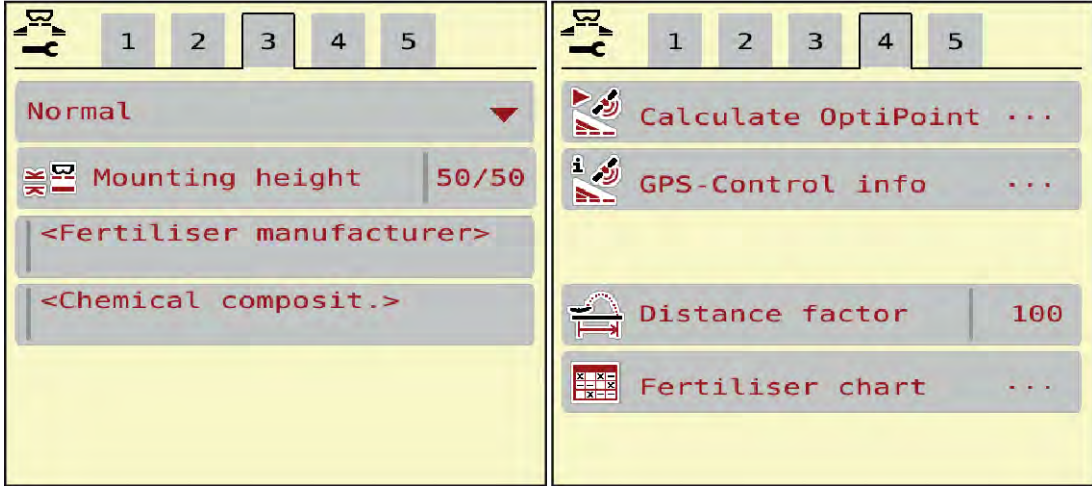 1 2 3 4 5
Normal
Mounting height 50/50
<Fertiliser manufacturer>
<Chemical composit.>
1 2 3 4 5
Calculate OptiPoint ...
i GPS-Control info ...
Distance factor 100
Fertiliser chart ...